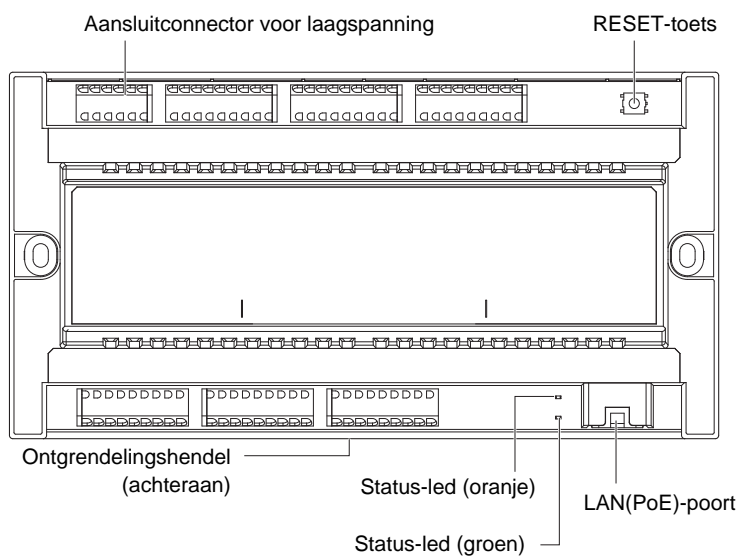 Aansluitconnector voor laagspanning
RESET-toets
Ontgrendelingshendel
(achteraan)
Status-led (oranje)
LAN(PoE)-poort
Status-led (groen)